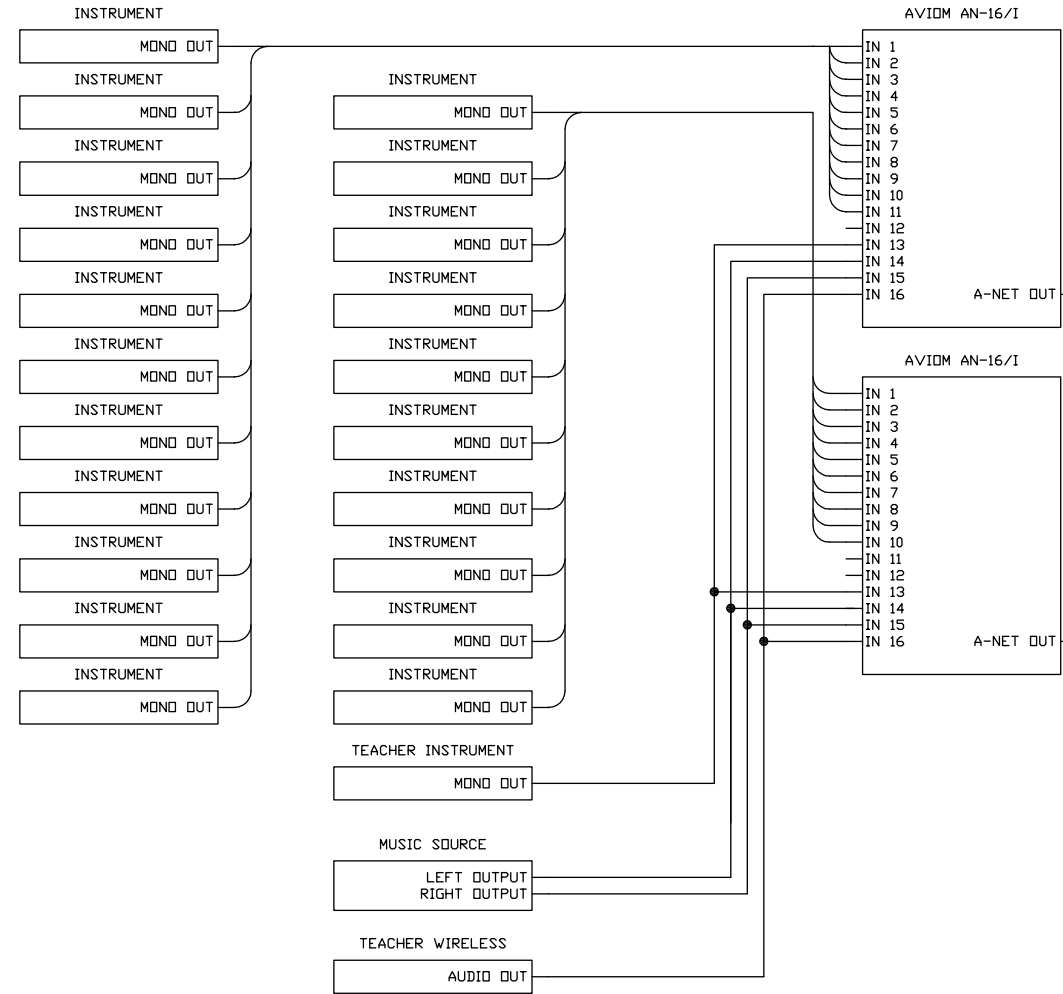 INSTRUMENT
MONO OUT
INSTRUMENT
MONO OUT
INSTRUMENT
MONO OUT
INSTRUMENT
MONO OUT
INSTRUMENT
MONO OUT
INSTRUMENT
MONO OUT
INSTRUMENT
MONO OUT
INSTRUMENT
MONO OUT
INSTRUMENT
MONO OUT
INSTRUMENT
MONO OUT
INSTRUMENT
MONO OUT
INSTRUMENT
MONO OUT
INSTRUMENT
MONO OUT
INSTRUMENT
MONO OUT
INSTRUMENT
MONO OUT
INSTRUMENT
MONO OUT
INSTRUMENT
MONO OUT
INSTRUMENT
MONO OUT
INSTRUMENT
MONO OUT
INSTRUMENT
MONO OUT
INSTRUMENT
MONO OUT
TEACHER INSTRUMENT
MONO OUT
MUSIC SOURCE
LEFT OUTPUT
RIGHT OUTPUT
TEACHER WIRELESS
AUDIO OUT
AVIOM AN-16/I
IN 1
IN 2
IN 3
IN 4
IN 5
IN 6
IN 7
IN 8
IN 9
IN 10
IN 11
IN 12
IN 13
IN 14
IN 15
IN 16 A-NET OUT
AVIOM AN-16/I
IN 1
IN 2
IN 3
IN 4
IN 5
IN 6
IN 7
IN 8
IN 9
IN 10
IN 11
IN 12
IN 13
IN 14
IN 15
IN 16 A-NET OUT